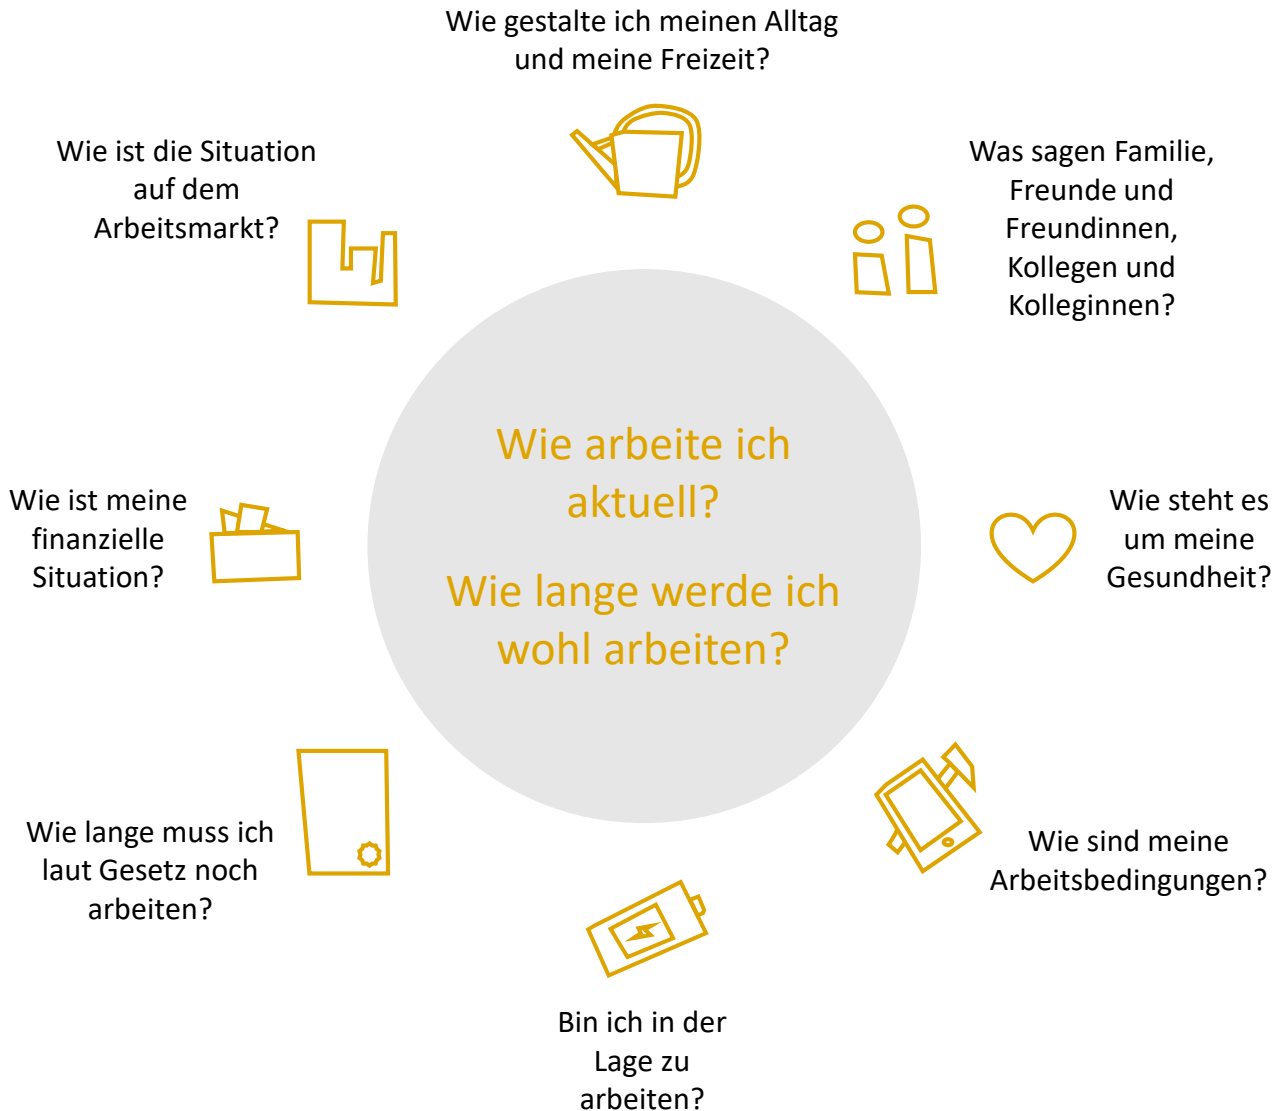 Wie gestalte ich meinen Alltag
und meine Freizeit?
Wie ist die Situation
auf dem
Arbeitsmarkt?
Was sagen Familie,
Freunde und
Freundinnen,
Kollegen und
Kolleginnen?
Wie arbeite ich
aktuell?
Wie lange werde ich
wohl arbeiten?
Wie ist meine
finanzielle
Situation?
Wie steht es
um meine
Gesundheit?
Wie lange muss ich
laut Gesetz noch
arbeiten?
Wie sind meine
Arbeitsbedingungen?
Bin ich in der
Lage zu
arbeiten?